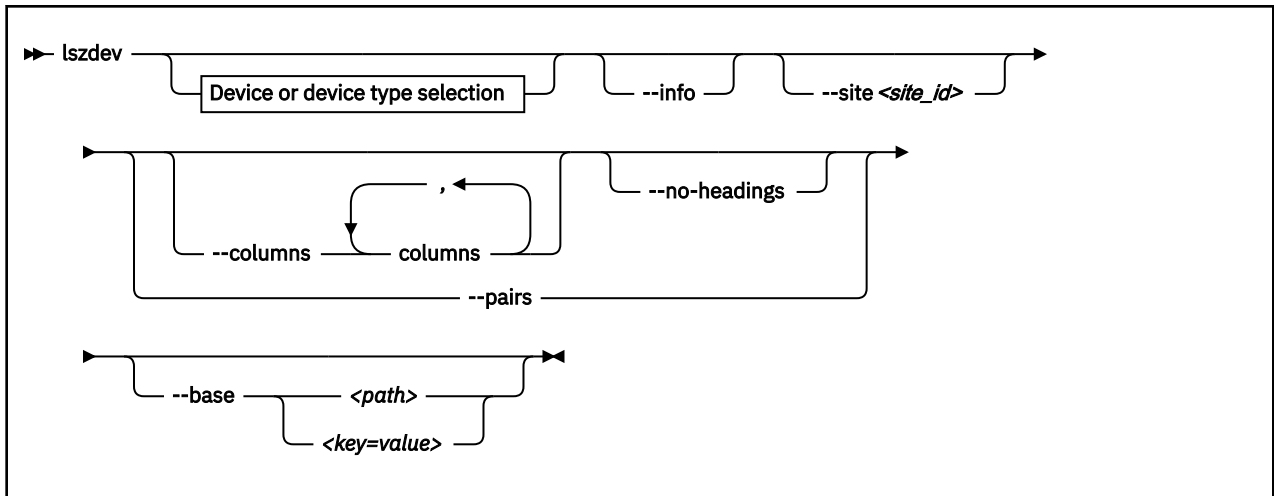 lszdev
Device or device type selection
--info
--site <site_id>
,
--columns
columns
--no-headings
--pairs
--base
<path>
<key=value>